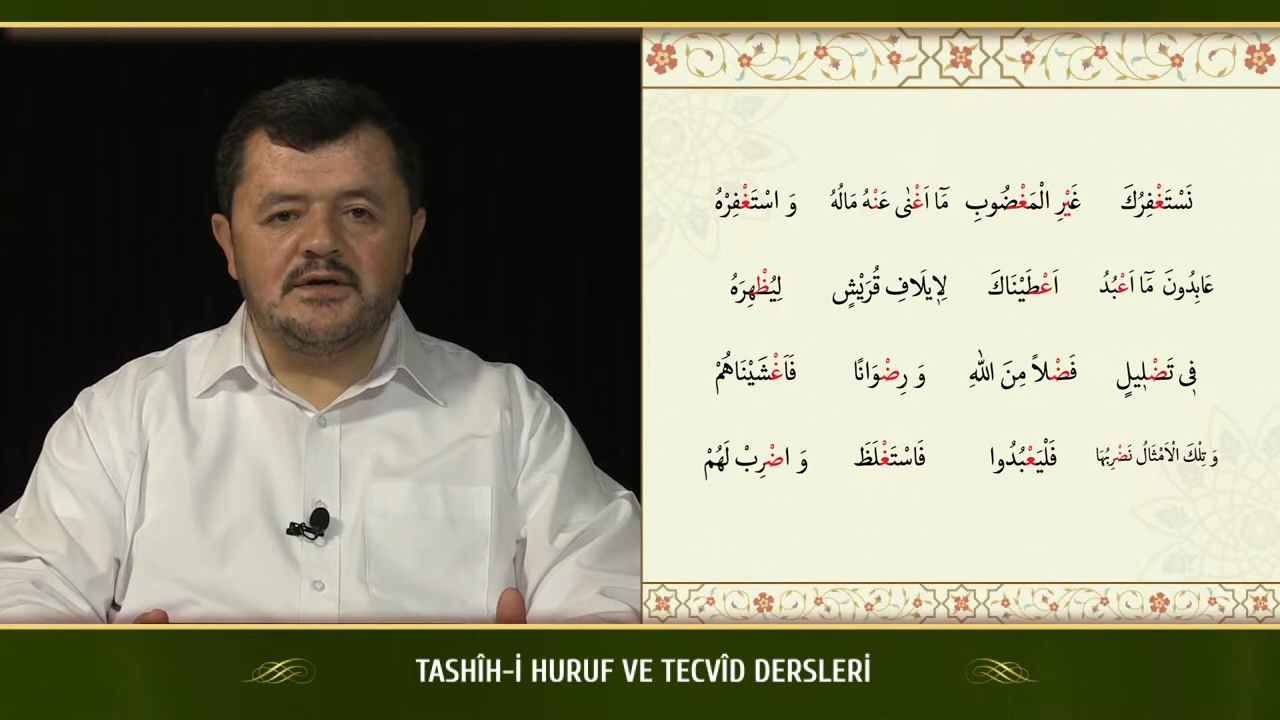 نَسْتَغْفِرُكَ غَيْرِ الْمَغْضُوبِ مَٓا اَغْنٰى عَنْهُ مَالُهُ وَ اسْتَغْفِرْهُ
عَابِدُونَ مَٓا اَعْبُدُ اَعْطَيْنَاكَ لِاٖيلَافِ قُرَيْشٍ لِيُظْهِرَهُ
فٖى تَضْلٖيلٍ فَضْلاً مِنَ اللّٰهِ وَ رِضْوَانًا فَاَغْشَيْنَاهُمْ
وَ تِلْكَ الْاَمْثَالُ نَضْرِبُهَا فَلْيَعْبُدُوا فَاسْتَغْلَظَ وَ اضْرِبْ لَهُمْ
TASHÎH-İ HURUF VE TECVÎD DERSLERİ